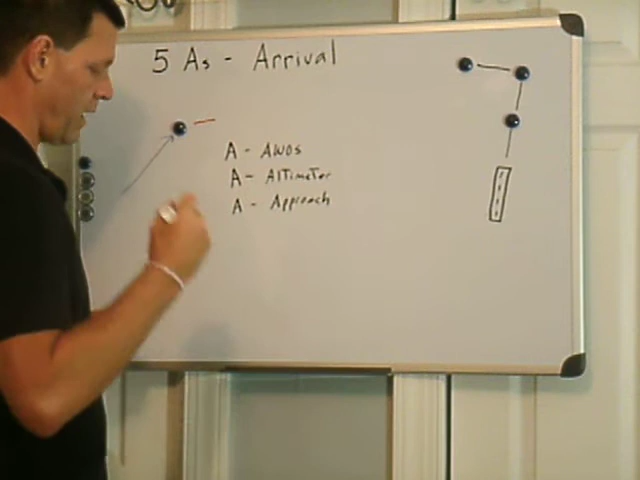 5 As - Arrival
A - AWOS
A - Altimeter
A - Approach